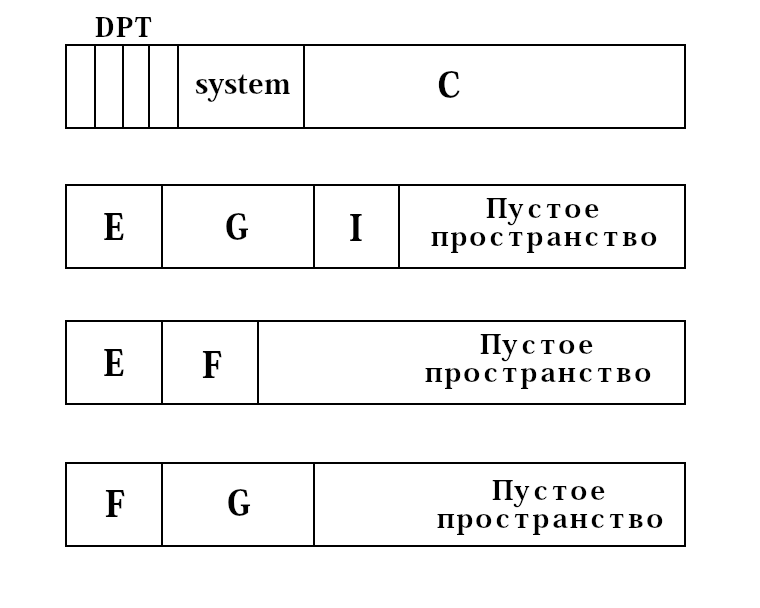 DPT
system C
E G I Пустое
пространство
E F Пустое
пространство
F G Пустое
пространство